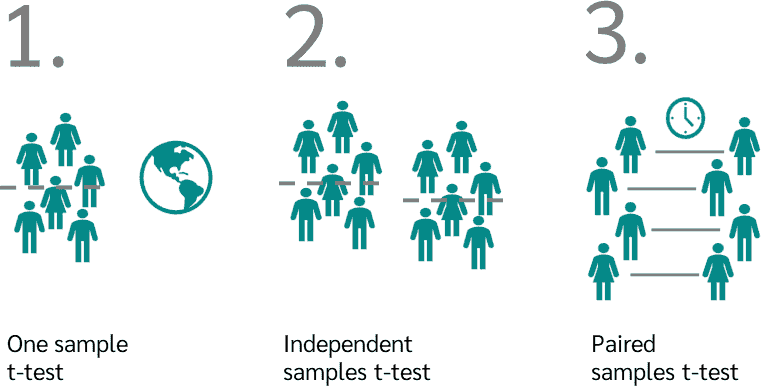 1.
2.
3.
One sample
t-test
Independent
samples t-test
Paired
samples t-test